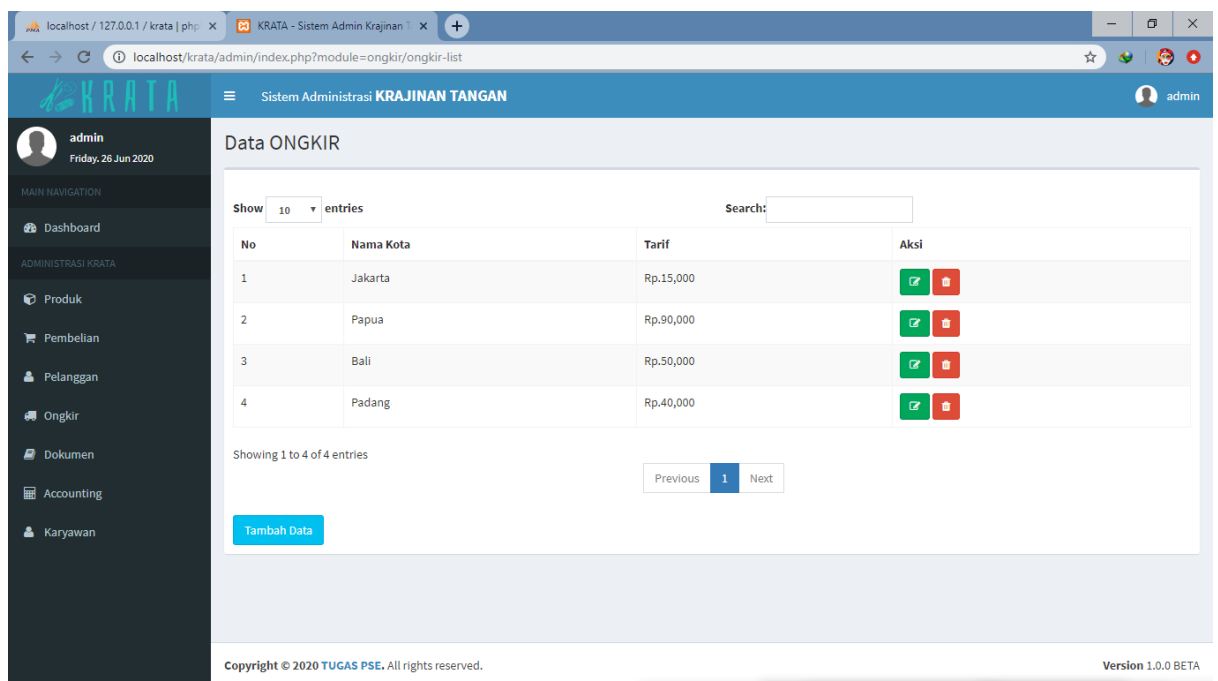 localhost / 127.0.0.1 / krata | php
KRATA - Sistem Admin Krajinan T
localhost/krata/admin/index.php?module=ongkir/ongkir-list
KRATA
Sistem Administrasi KRAJINAN TANGAN
admin
admin
Friday, 26 Jun 2020
MAIN NAVIGATION
Dashboard
ADMINISTRASI KRATA
Produk
Pembelian
Pelanggan
Ongkir
Dokumen
Accounting
Karyawan
Data ONGKIR
Show 10 entries
Search:
No Nama Kota Tarif Aksi
1 Jakarta Rp.15,000
2 Papua Rp.90,000
3 Bali Rp.50,000
4 Padang Rp.40,000
Showing 1 to 4 of 4 entries
Previous 1 Next
Tambah Data
Copyright © 2020 TUGAS PSE. All rights reserved.
Version 1.0.0 BETA